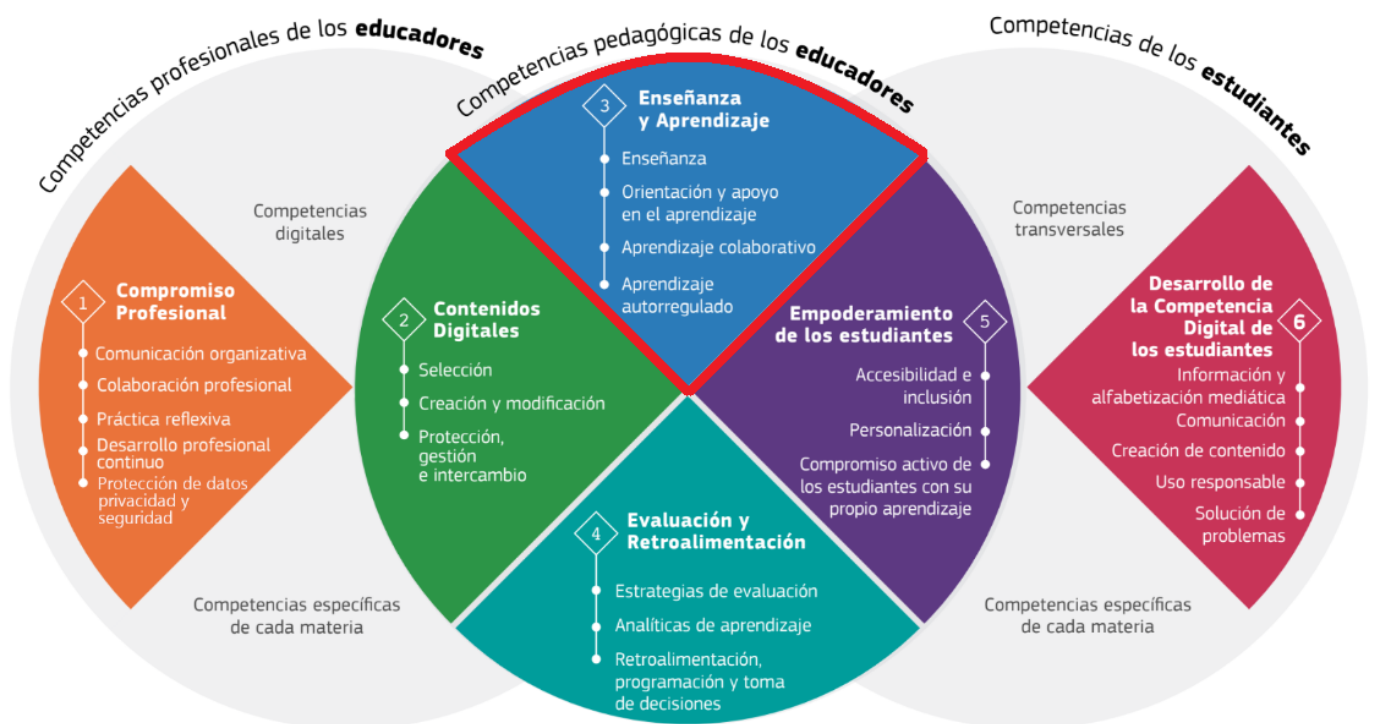 Competencias profesionales de los educadores
Competencias pedagógicas de los educadores
Competencias de los estudiantes
Competencias
digitales
1
Compromiso
Profesional
Comunicación organizativa
Colaboración profesional
Práctica reflexiva
Desarrollo profesional
continuo
Protección de datos
privacidad y
seguridad
Competencias específicas
de cada materia
2
Contenidos
Digitales
Selección
Creación y modificación
Protección,
gestión
e intercambio
3
Enseñanza
y Aprendizaje
Enseñanza
Orientación y apoyo
en el aprendizaje
Aprendizaje colaborativo
Aprendizaje
autorregulado
4
Evaluación y
Retroalimentación
Estrategias de evaluación
Analíticas de aprendizaje
Retroalimentación,
programación y toma
de decisiones
5
Empoderamiento
de los estudiantes
Accesibilidad e
inclusión
Personalización
Compromiso activo de
los estudiantes con su
propio aprendizaje
Competencias
transversales
6
Desarrollo de
la Competencia
Digital de
los estudiantes
Información y
alfabetización mediática
Comunicación
Creación de contenido
Uso responsable
Solución de
problemas
Competencias específicas
de cada materia